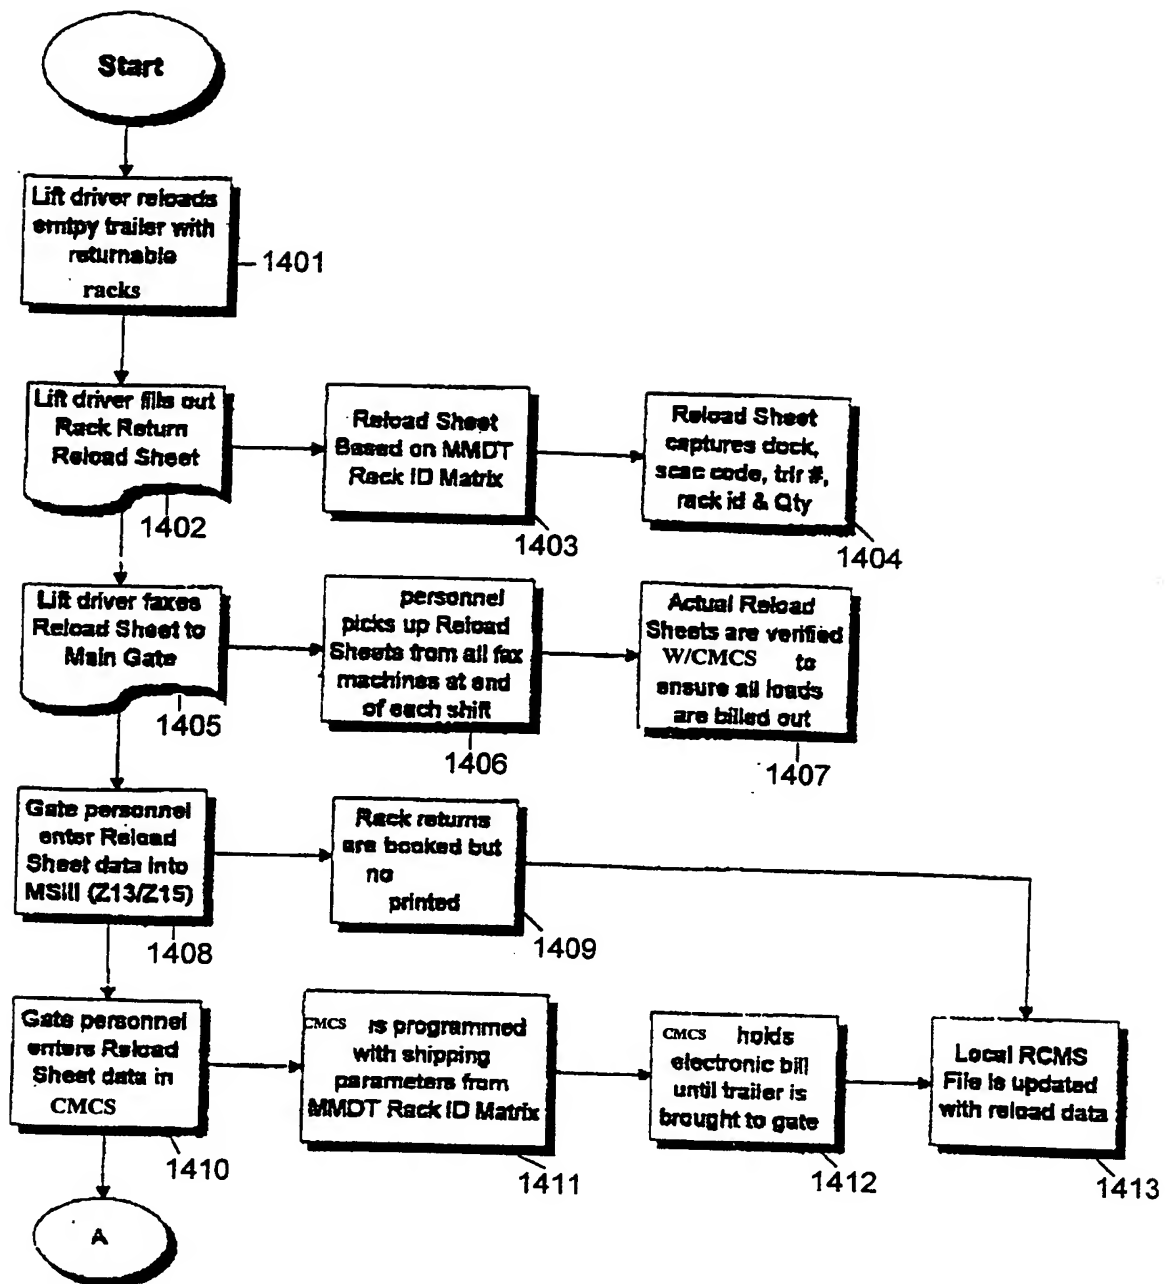 Start
Lift driver reloads
emtpy trailer with
returnable
racks
1401
Lift driver fills out
Rack Return
Reload Sheet
1402
Reload Sheet
Based on MMDT
Rack ID Matrix
1403
Reload Sheet
captures dock,
scac code, trlr #,
rack id & Qty
1404
Lift driver faxes
Reload Sheet to
Main Gate
1405
personnel
picks up Reload
Sheets from all fax
machines at end
of each shift
1406
Actual Reload
Sheets are verified
W/CMCS to
ensure all loads
are billed out
1407
Gate personnel
enter Reload
Sheet data into
MSIII (Z13/Z15)
1408
Rack returns
are booked but
no
printed
1409
Gate personnel
enters Reload
Sheet data in
CMCS
1410
CMCS is programmed
with shipping
parameters from
MMDT Rack ID Matrix
1411
CMCS holds
electronic bill
until trailer is
brought to gate
1412
Local RCMS
File is updated
with reload data
1413
A